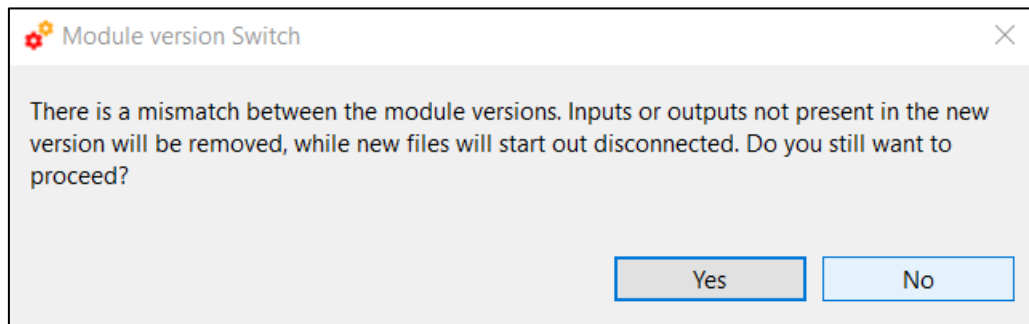 Module version Switch
There is a mismatch between the module versions. Inputs or outputs not present in the new
version will be removed, while new files will start out disconnected. Do you still want to
proceed?
Yes No